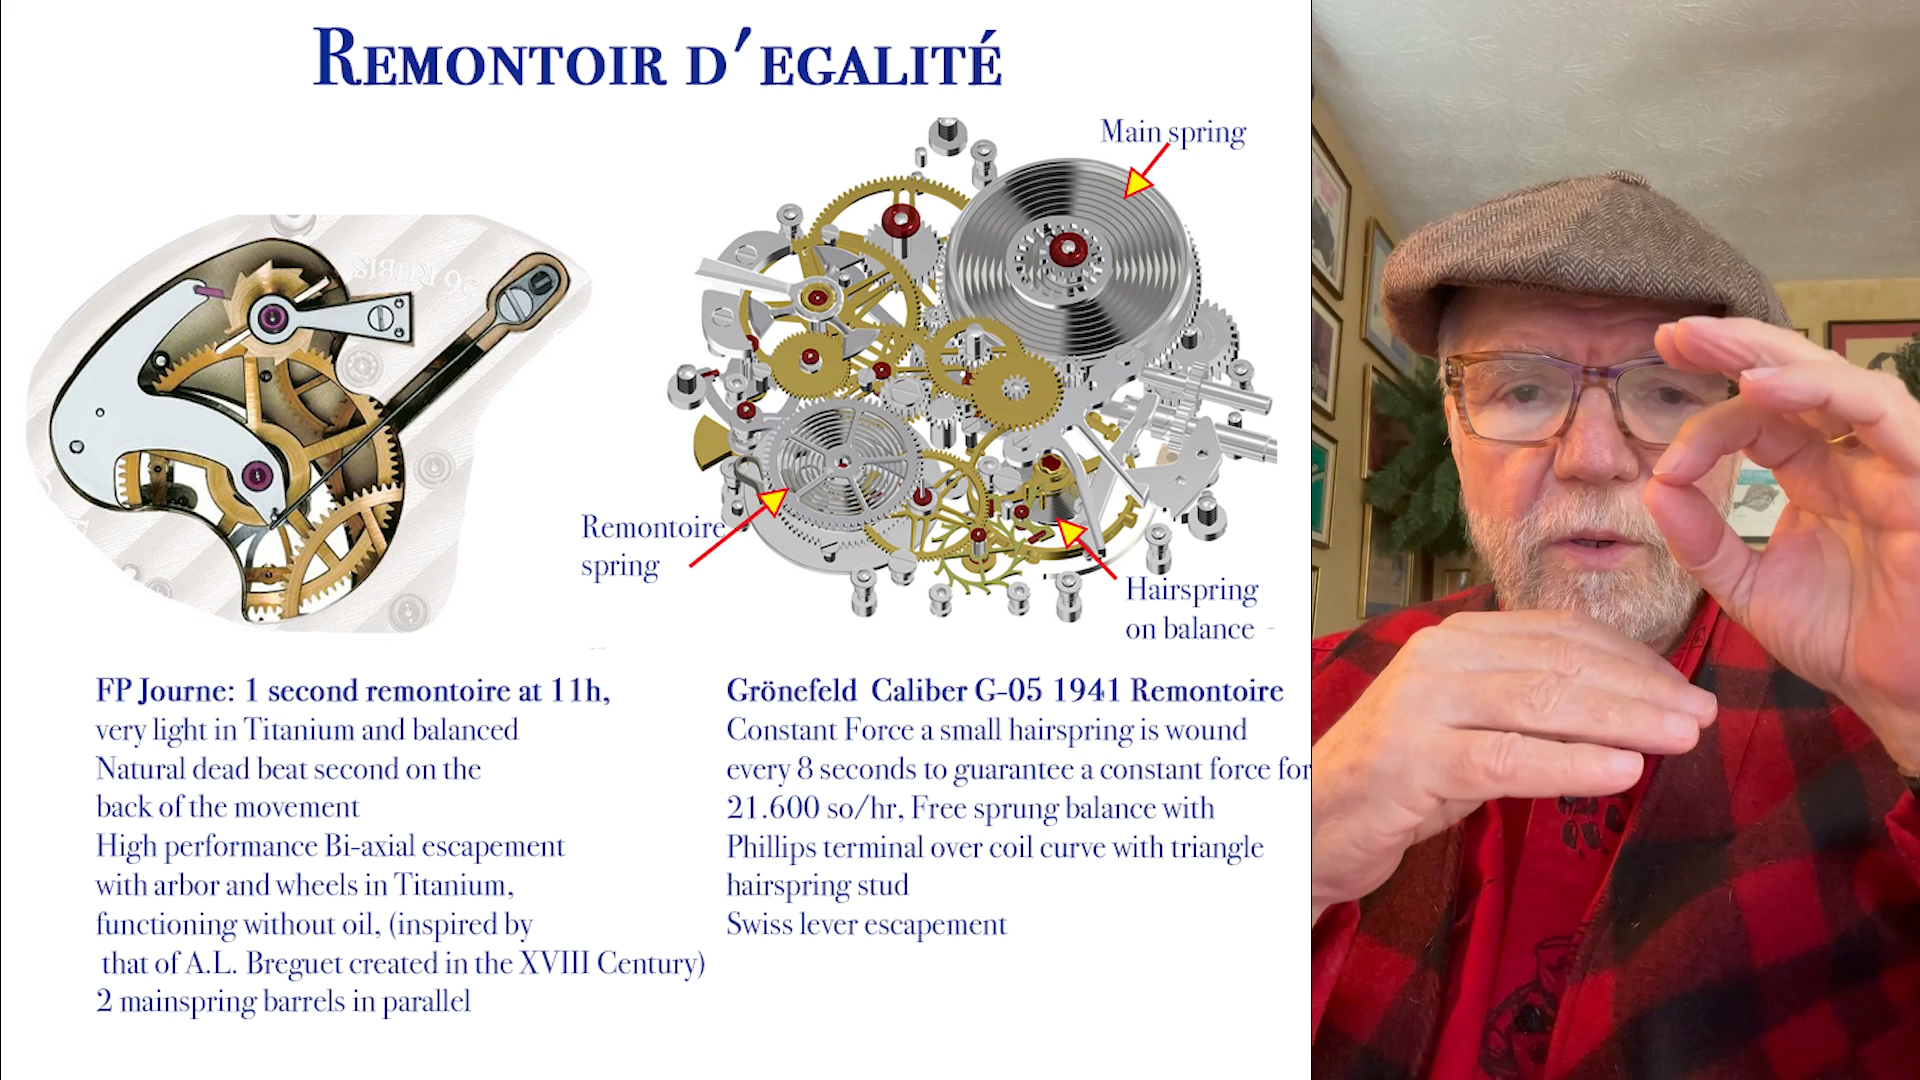 REMONTOIR D'EGALITÉ
Main spring
26 RUBIS
Remontoire
spring
Hairspring
on balance
FP Journe: 1 second remontoire at 11h,
very light in Titanium and balanced
Natural dead beat second on the
back of the movement
High performance Bi-axial escapement
with arbor and wheels in Titanium,
functioning without oil, (inspired by
that of A.L. Breguet created in the XVIII Century)
2 mainspring barrels in parallel
Grönefeld Caliber G-05 1941 Remontoire
Constant Force a small hairspring is wound
every 8 seconds to guarantee a constant force for
21.600 so/hr, Free sprung balance with
Phillips terminal over coil curve with triangle
hairspring stud
Swiss lever escapement